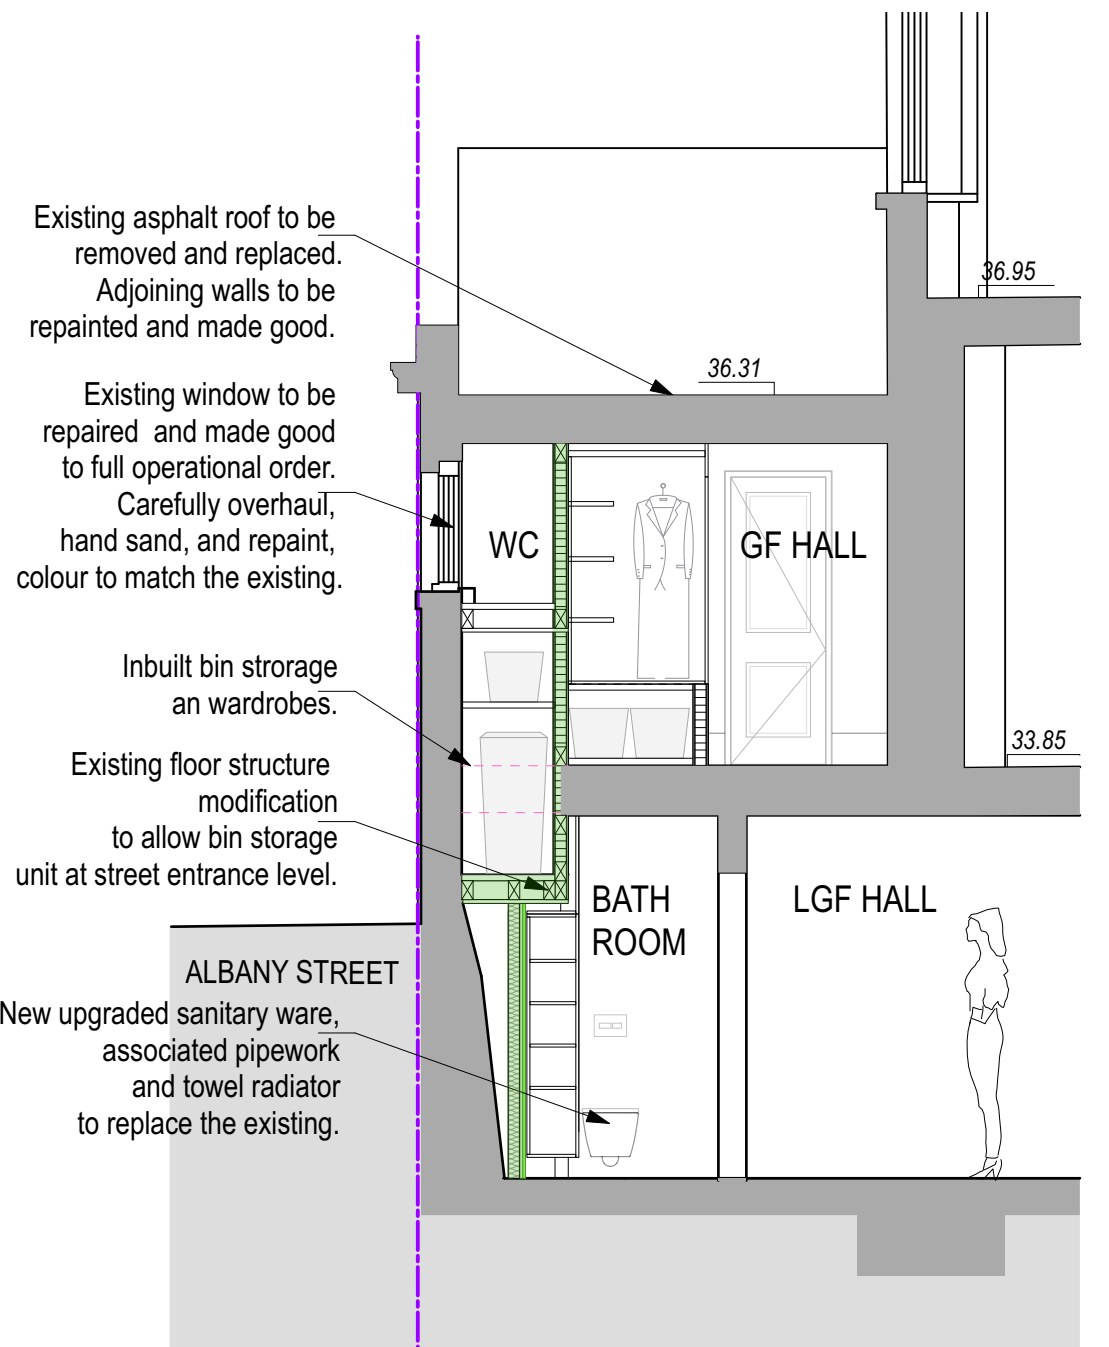 Existing asphalt roof to be
removed and replaced.
Adjoining walls to be
repainted and made good.
36.95
36.31
Existing window to be
repaired and made good
to full operational order.
Carefully overhaul,
hand sand, and repaint,
colour to match the existing.
WC
GF HALL
Inbuilt bin strorage
an wardrobes.
33.85
Existing floor structure
modification
to allow bin storage
unit at street entrance level.
BATH
ROOM
LGF HALL
ALBANY STREET
New upgraded sanitary ware,
associated pipework
and towel radiator
to replace the existing.